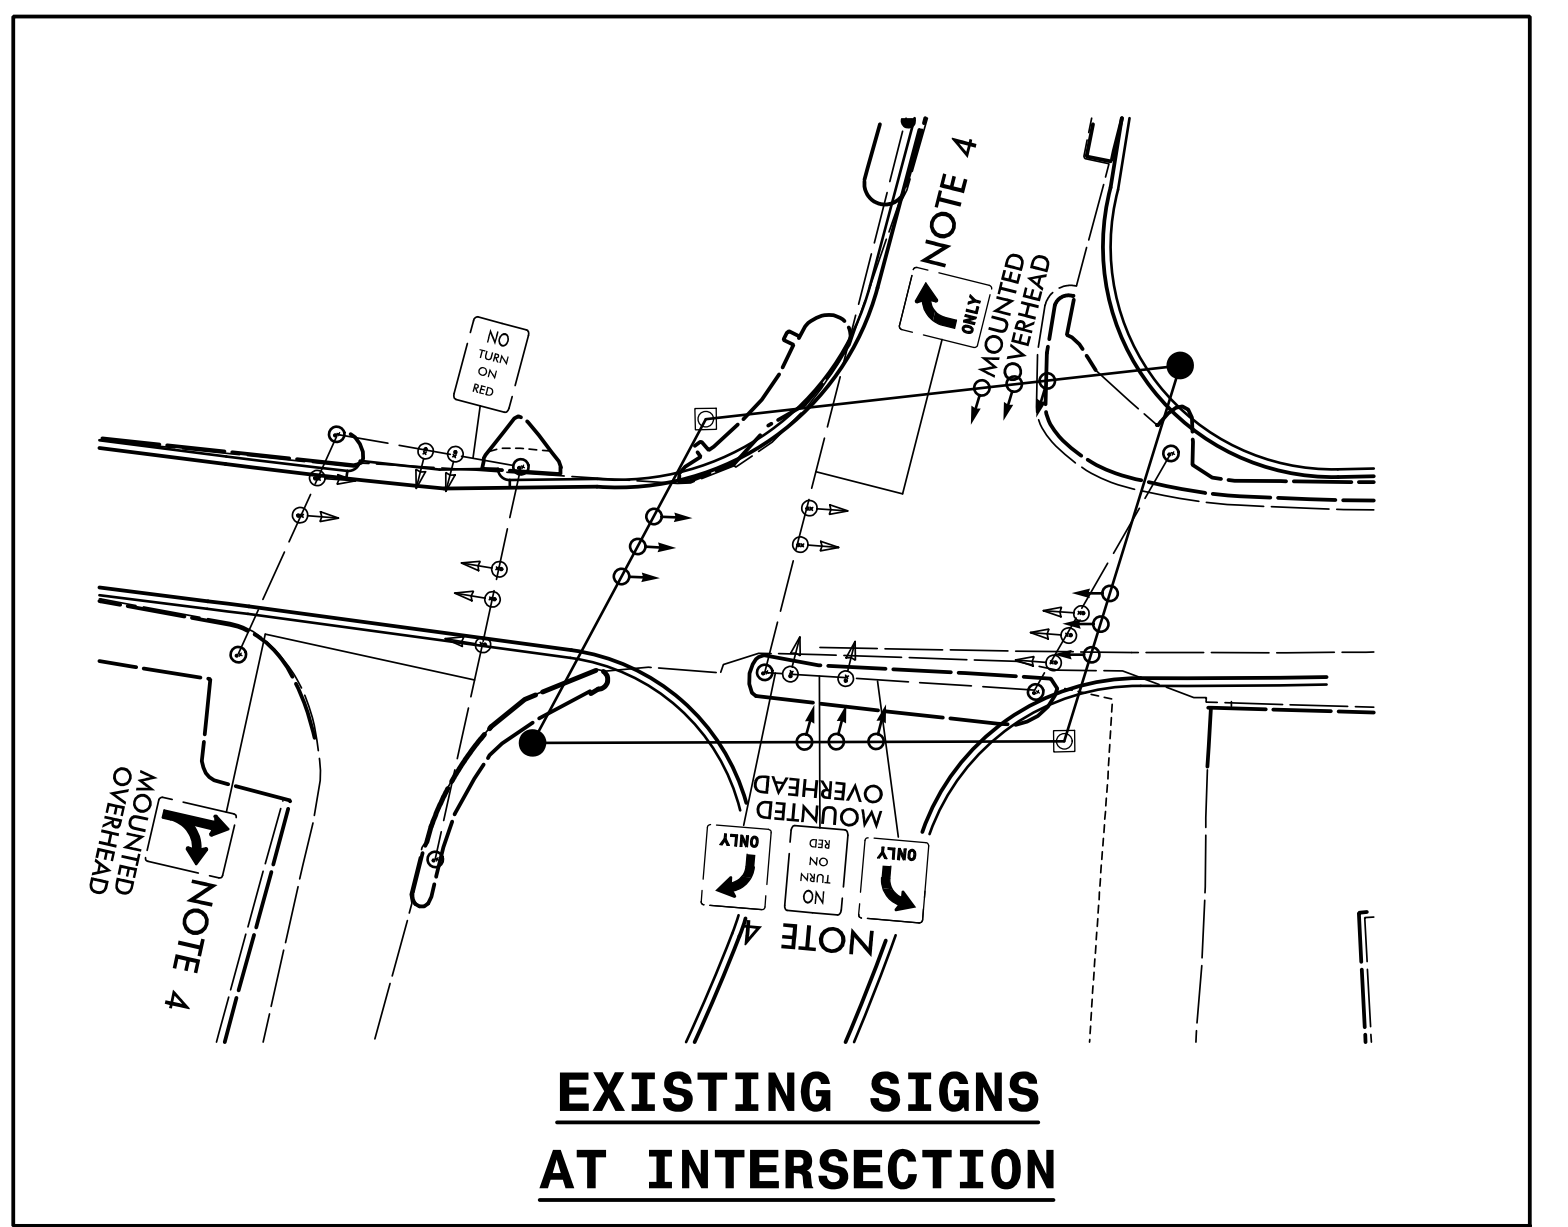 NOTE 4
MOUNTED
OVERHEAD
ONLY
NO
TURN
ON
RED
MOUNTED
OVERHEAD
NOTE 4
MOUNTED
OVERHEAD
ONLY
NO
TURN
ON
RED
ONLY
NOTE 4
EXISTING SIGNS
AT INTERSECTION